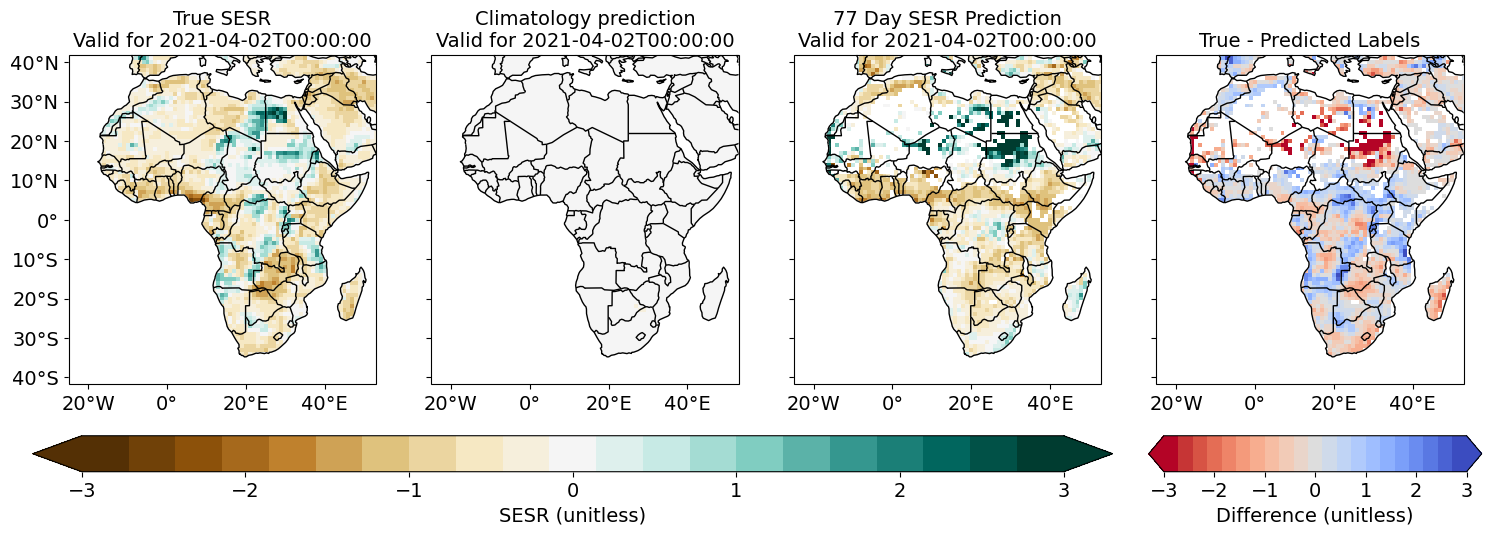 True SESR
Valid for 2021-04-02T00:00:00
Climatology prediction
Valid for 2021-04-02T00:00:00
77 Day SESR Prediction
Valid for 2021-04-02T00:00:00
True - Predicted Labels
40°N
30°N
20°N
10°N
0°
10°S
20°S
30°S
40°S
20°W 0° 20°E 40°E
20°W 0° 20°E 40°E
20°W 0° 20°E 40°E
20°W 0° 20°E 40°E
−3 −2 −1 0 1 2 3
SESR (unitless)
−3 −2 −1 0 1 2 3
Difference (unitless)